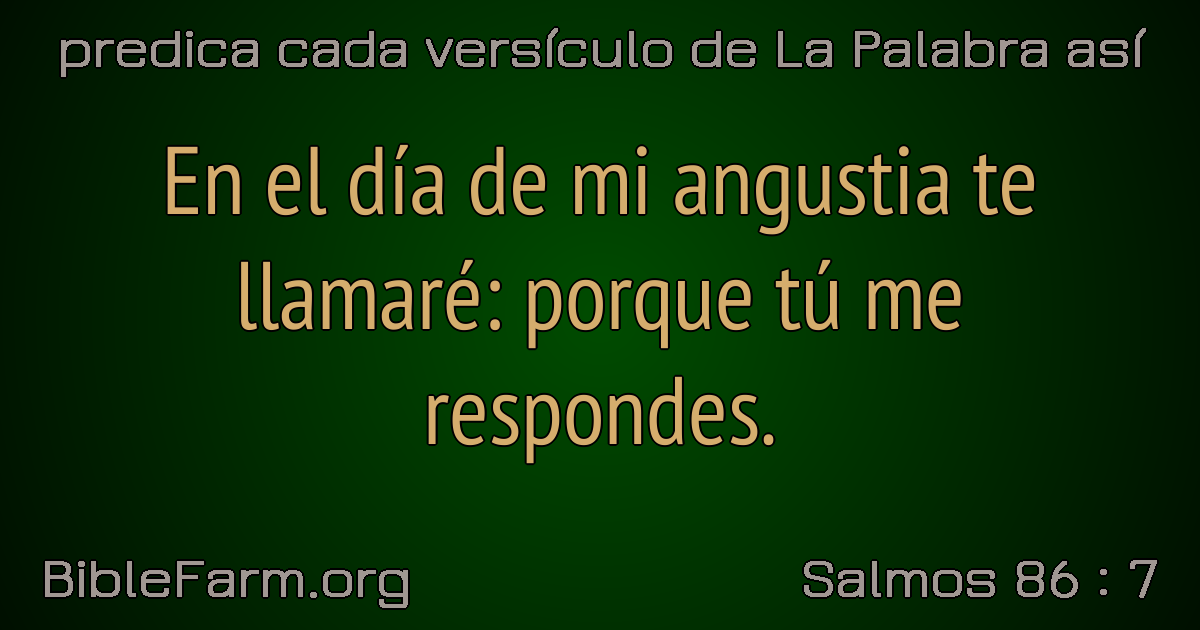 predica cada versículo de La Palabra así
En el día de mi angustia te
llamaré: porque tú me
respondes.
BibleFarm.org
Salmos 86 : 7